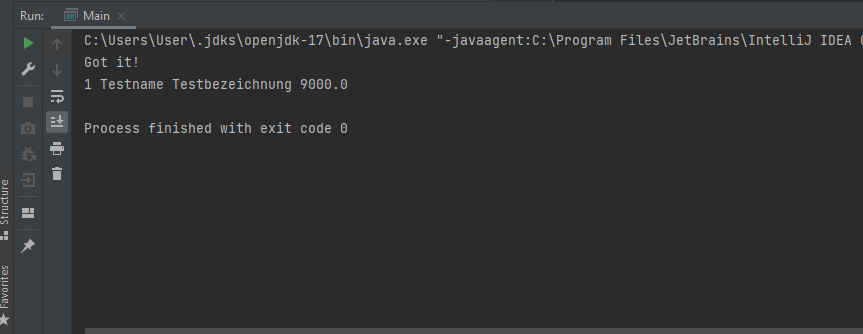 Run: Main
C:\Users\User\.jdks\openjdk-17\bin\java.exe "-javaagent:C:\Program Files\JetBrains\IntelliJ IDEA
Got it!
1 Testname Testbezeichnung 9000.0
Process finished with exit code 0
Structure
Favorites